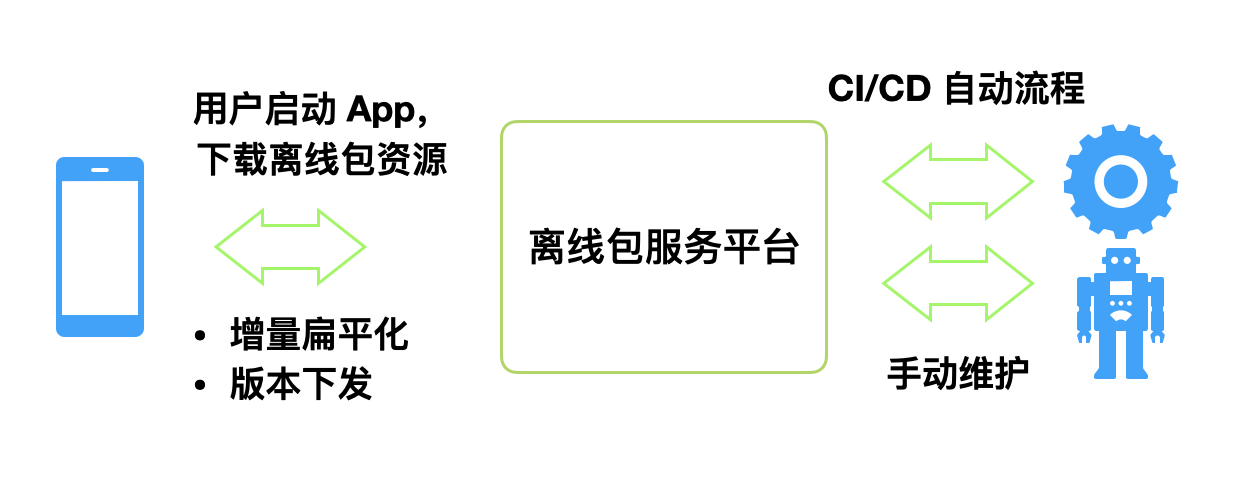 用户启动 App，
下载离线包资源
• 增量扁平化
• 版本下发
离线包服务平台
CI/CD 自动流程
手动维护